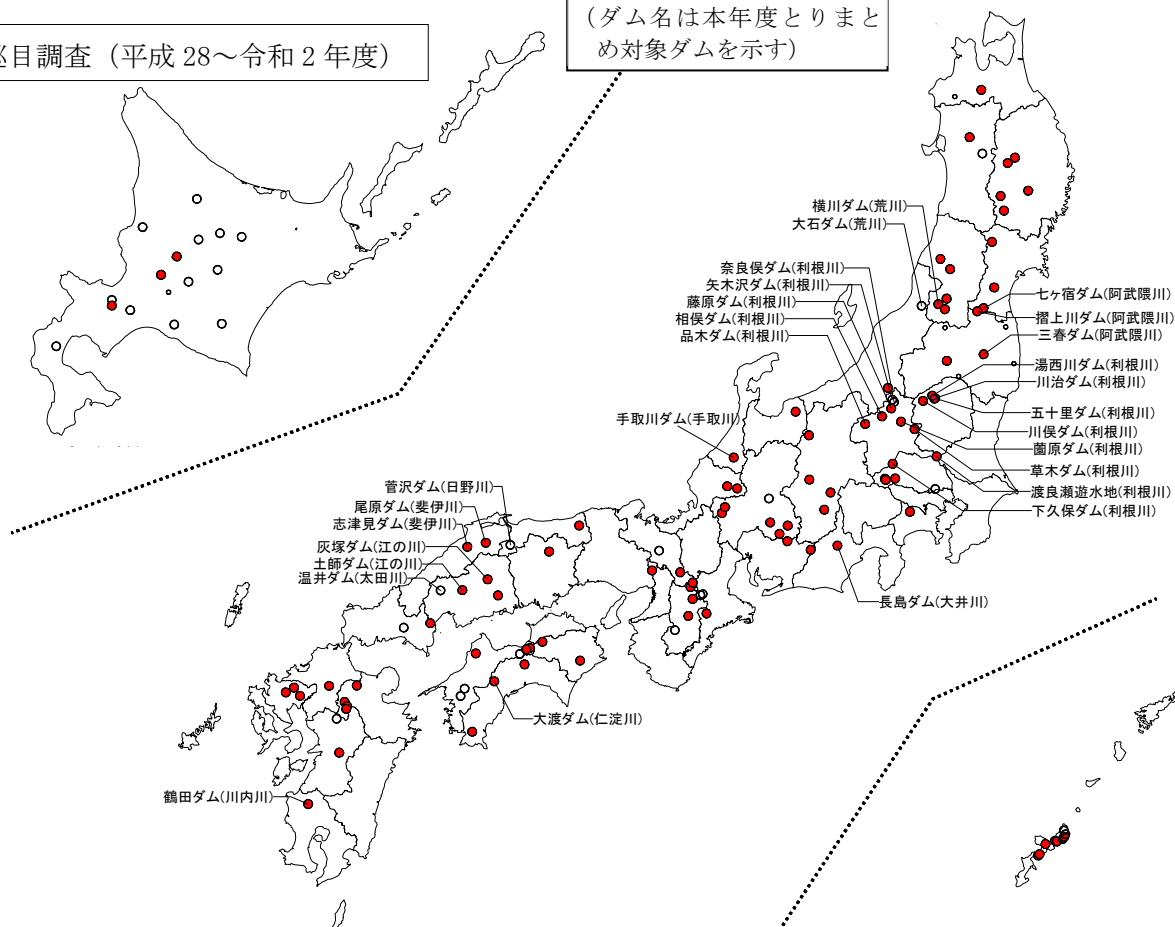 巡目調査（平成 28～令和 2 年度）
（ダム名は本年度とりまと
め対象ダムを示す）
横川ダム(荒川)
大石ダム(荒川)
奈良俣ダム(利根川)
矢木沢ダム(利根川)
藤原ダム(利根川)
相俣ダム(利根川)
品木ダム(利根川)
七ヶ宿ダム(阿武隈川)
摺上川ダム(阿武隈川)
三春ダム(阿武隈川)
湯西川ダム(利根川)
川治ダム(利根川)
五十里ダム(利根川)
川俣ダム(利根川)
薗原ダム(利根川)
草木ダム(利根川)
渡良瀬遊水地(利根川)
下久保ダム(利根川)
手取川ダム(手取川)
菅沢ダム(日野川)
尾原ダム(斐伊川)
志津見ダム(斐伊川)
灰塚ダム(江の川)
土師ダム(江の川)
温井ダム(太田川)
長島ダム(大井川)
大渡ダム(仁淀川)
鶴田ダム(川内川)